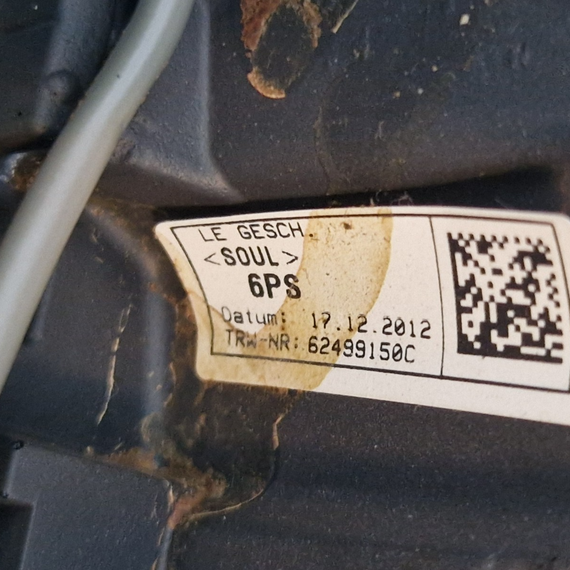 LE GESCH.
<SOUL>
6PS
Datum: 17.12.2012
TRW-NR: 62499150C